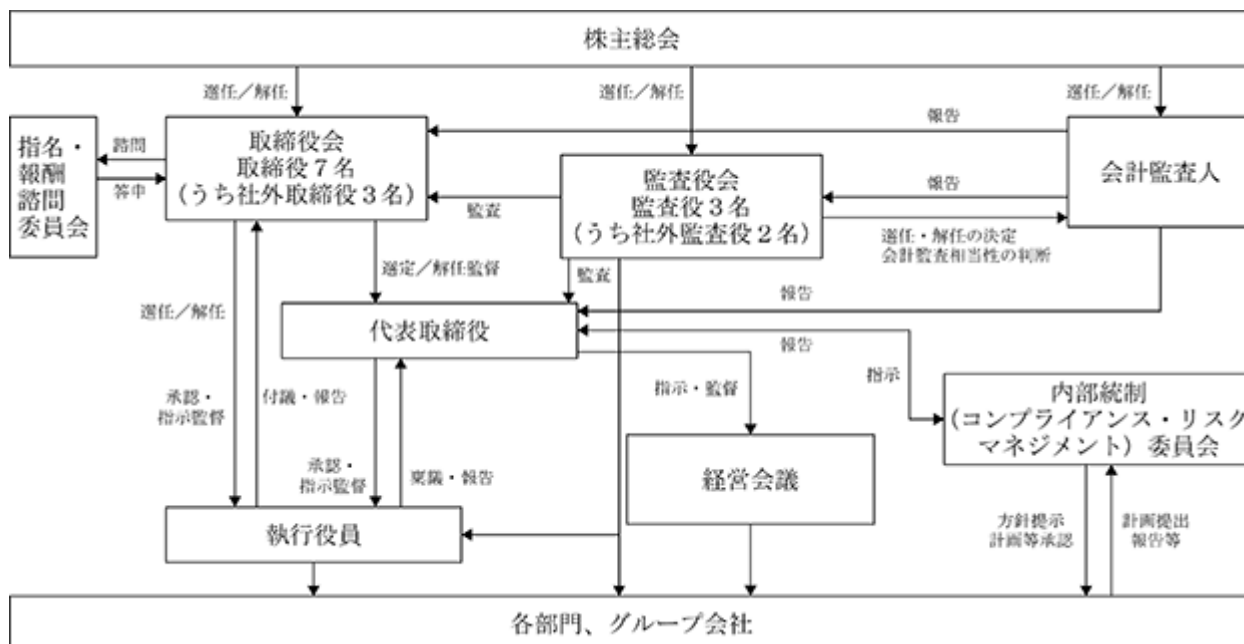 株主総会
選任／解任
選任／解任
選任／解任
指名・
報酬
諮問
委員会
諮問
答申
取締役会
取締役７名
(うち社外取締役３名)
報告
監査役会
監査役３名
(うち社外監査役２名)
監査
報告
会計監査人
選任・解任の決定
会計監査相当性の判断
選定／解任監督
監査
報告
選任／解任
代表取締役
報告
指示
指示・監督
承認・
指示監督
付議・報告
内部統制
(コンプライアンス・リスク
マネジメント) 委員会
承認・
指示監督
稟議・報告
経営会議
執行役員
方針提示
計画等承認
計画提出
報告等
各部門、グループ会社